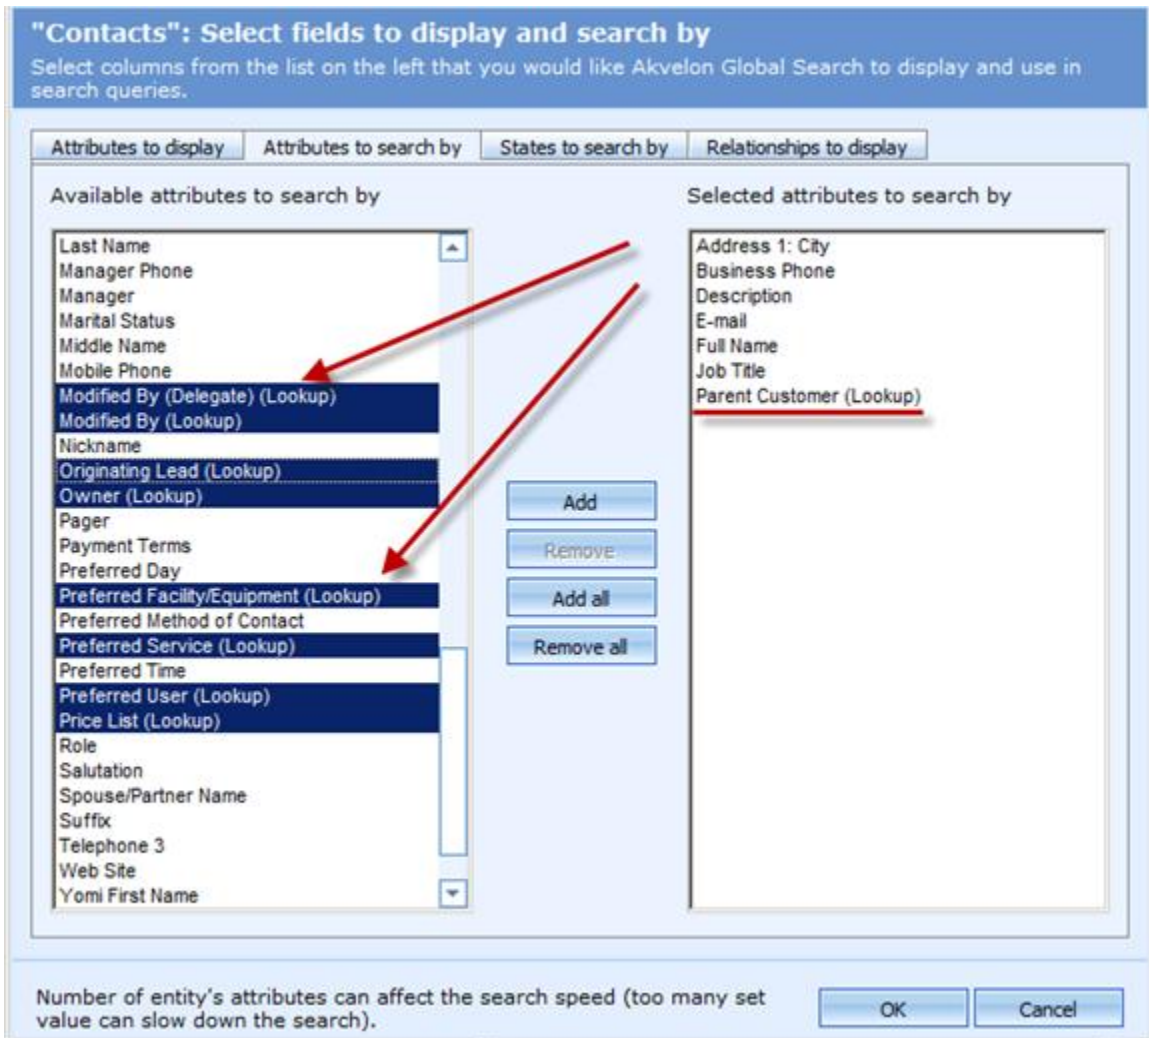 "Contacts": Select fields to display and search by
Select columns from the list on the left that you would like Akvelon Global Search to display and use in
search queries.
Attributes to display
Attributes to search by
States to search by
Relationships to display
Available attributes to search by
Last Name
Manager Phone
Manager
Marital Status
Middle Name
Mobile Phone
Modified By (Delegate) (Lookup)
Modified By (Lookup)
Nickname
Originating Lead (Lookup)
Owner (Lookup)
Pager
Payment Terms
Preferred Day
Preferred Facility/Equipment (Lookup)
Preferred Method of Contact
Preferred Service (Lookup)
Preferred Time
Preferred User (Lookup)
Price List (Lookup)
Role
Salutation
Spouse/Partner Name
Suffix
Telephone 3
Web Site
Yomi First Name
Add
Remove
Add all
Remove all
Selected attributes to search by
Address 1: City
Business Phone
Description
E-mail
Full Name
Job Title
Parent Customer (Lookup)
Number of entity's attributes can affect the search speed (too many set
value can slow down the search).
OK
Cancel